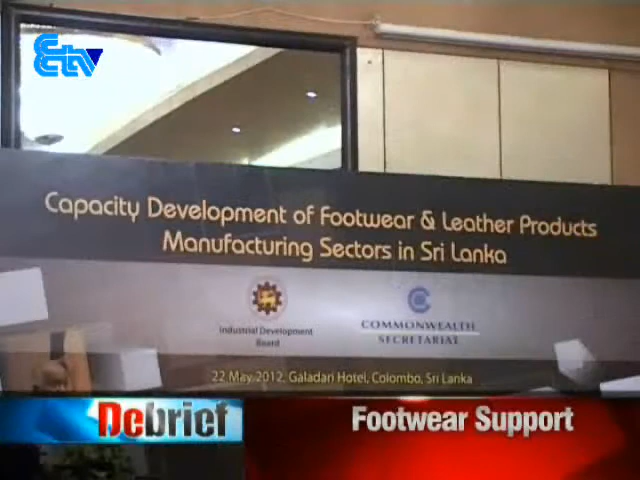 etv
Capacity Development of Footwear & Leather Products
Manufacturing Sectors in Sri Lanka
Industrial Development
Board
COMMONWEALTH
SECRETARIAT
22 May 2012, Galadari Hotel, Colombo, Sri Lanka
Debrief
Footwear Support